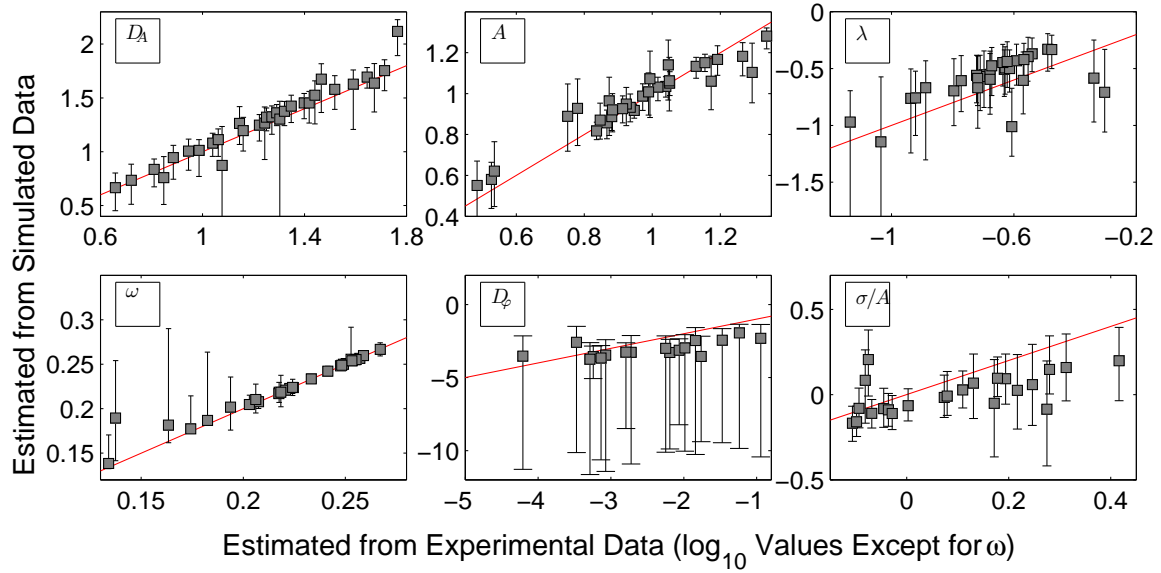 Estimated from Simulated Data
D_A
2
1.5
1
0.5
0.6 1 1.4 1.8
A
1.2
1
0.8
0.6
0.4
0.6 0.8 1 1.2
λ
0
−0.5
−1
−1.5
−1 −0.6 −0.2
ω
0.3
0.25
0.2
0.15
0.15 0.2 0.25
D_φ
0
−5
−10
−5 −4 −3 −2 −1
σ/A
0.5
0
−0.5
0 0.2 0.4
Estimated from Experimental Data (log₁₀ Values Except for ω)